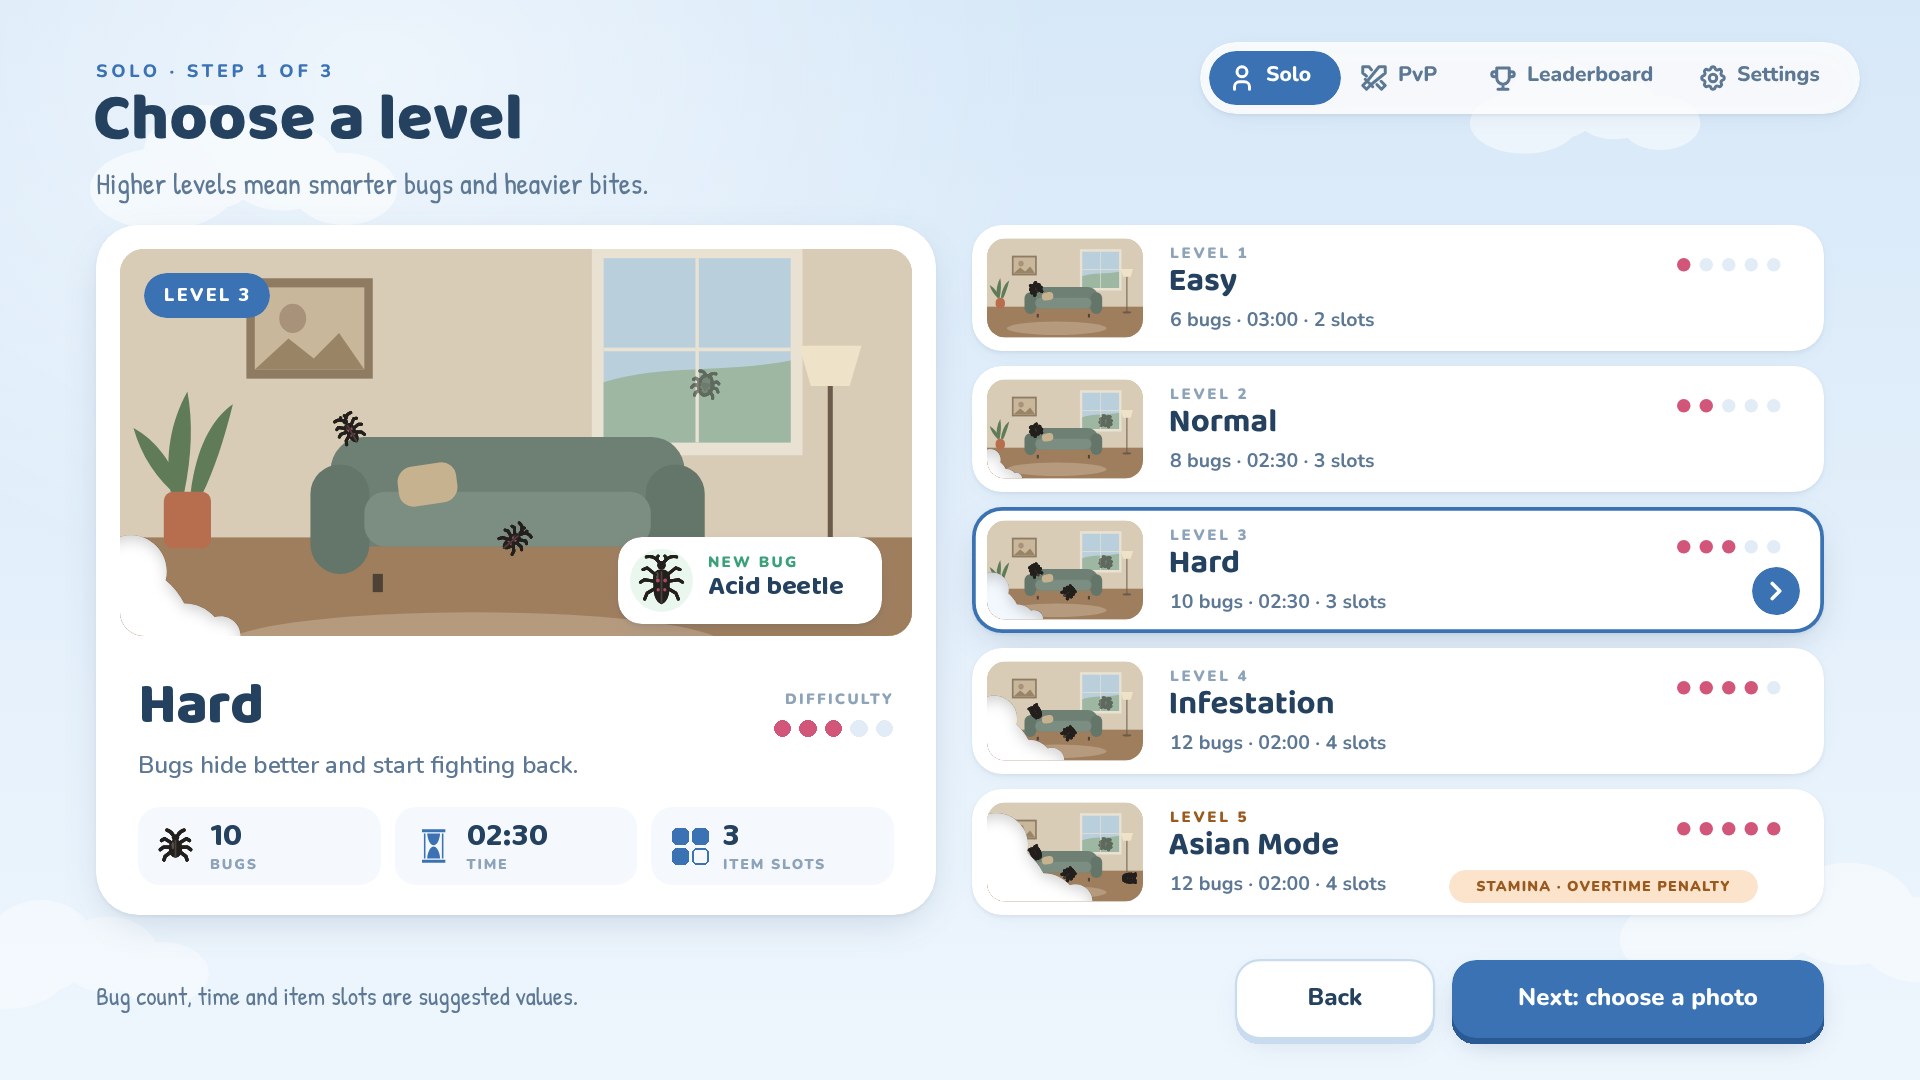 SOLO · STEP 1 OF 3
Choose a level
Higher levels mean smarter bugs and heavier bites.
Solo
PvP
Leaderboard
Settings
LEVEL 3
NEW BUG
Acid beetle
Hard
DIFFICULTY
Bugs hide better and start fighting back.
10
BUGS
02:30
TIME
3
ITEM SLOTS
LEVEL 1
Easy
6 bugs · 03:00 · 2 slots
LEVEL 2
Normal
8 bugs · 02:30 · 3 slots
LEVEL 3
Hard
10 bugs · 02:30 · 3 slots
LEVEL 4
Infestation
12 bugs · 02:00 · 4 slots
LEVEL 5
Asian Mode
12 bugs · 02:00 · 4 slots
STAMINA · OVERTIME PENALTY
Bug count, time and item slots are suggested values.
Back
Next: choose a photo